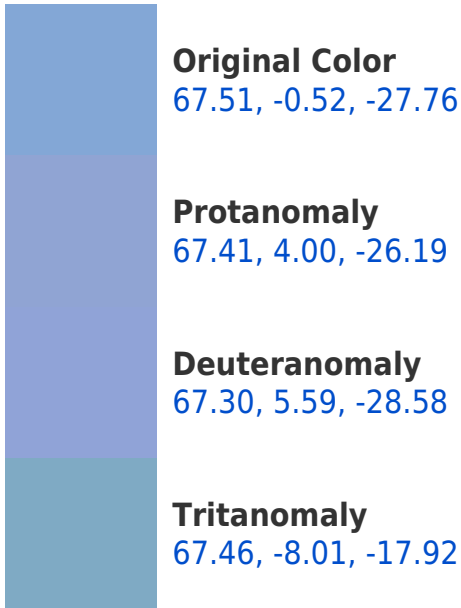 Original Color
67.51, -0.52, -27.76
Protanomaly
67.41, 4.00, -26.19
Deuteranomaly
67.30, 5.59, -28.58
Tritanomaly
67.46, -8.01, -17.92